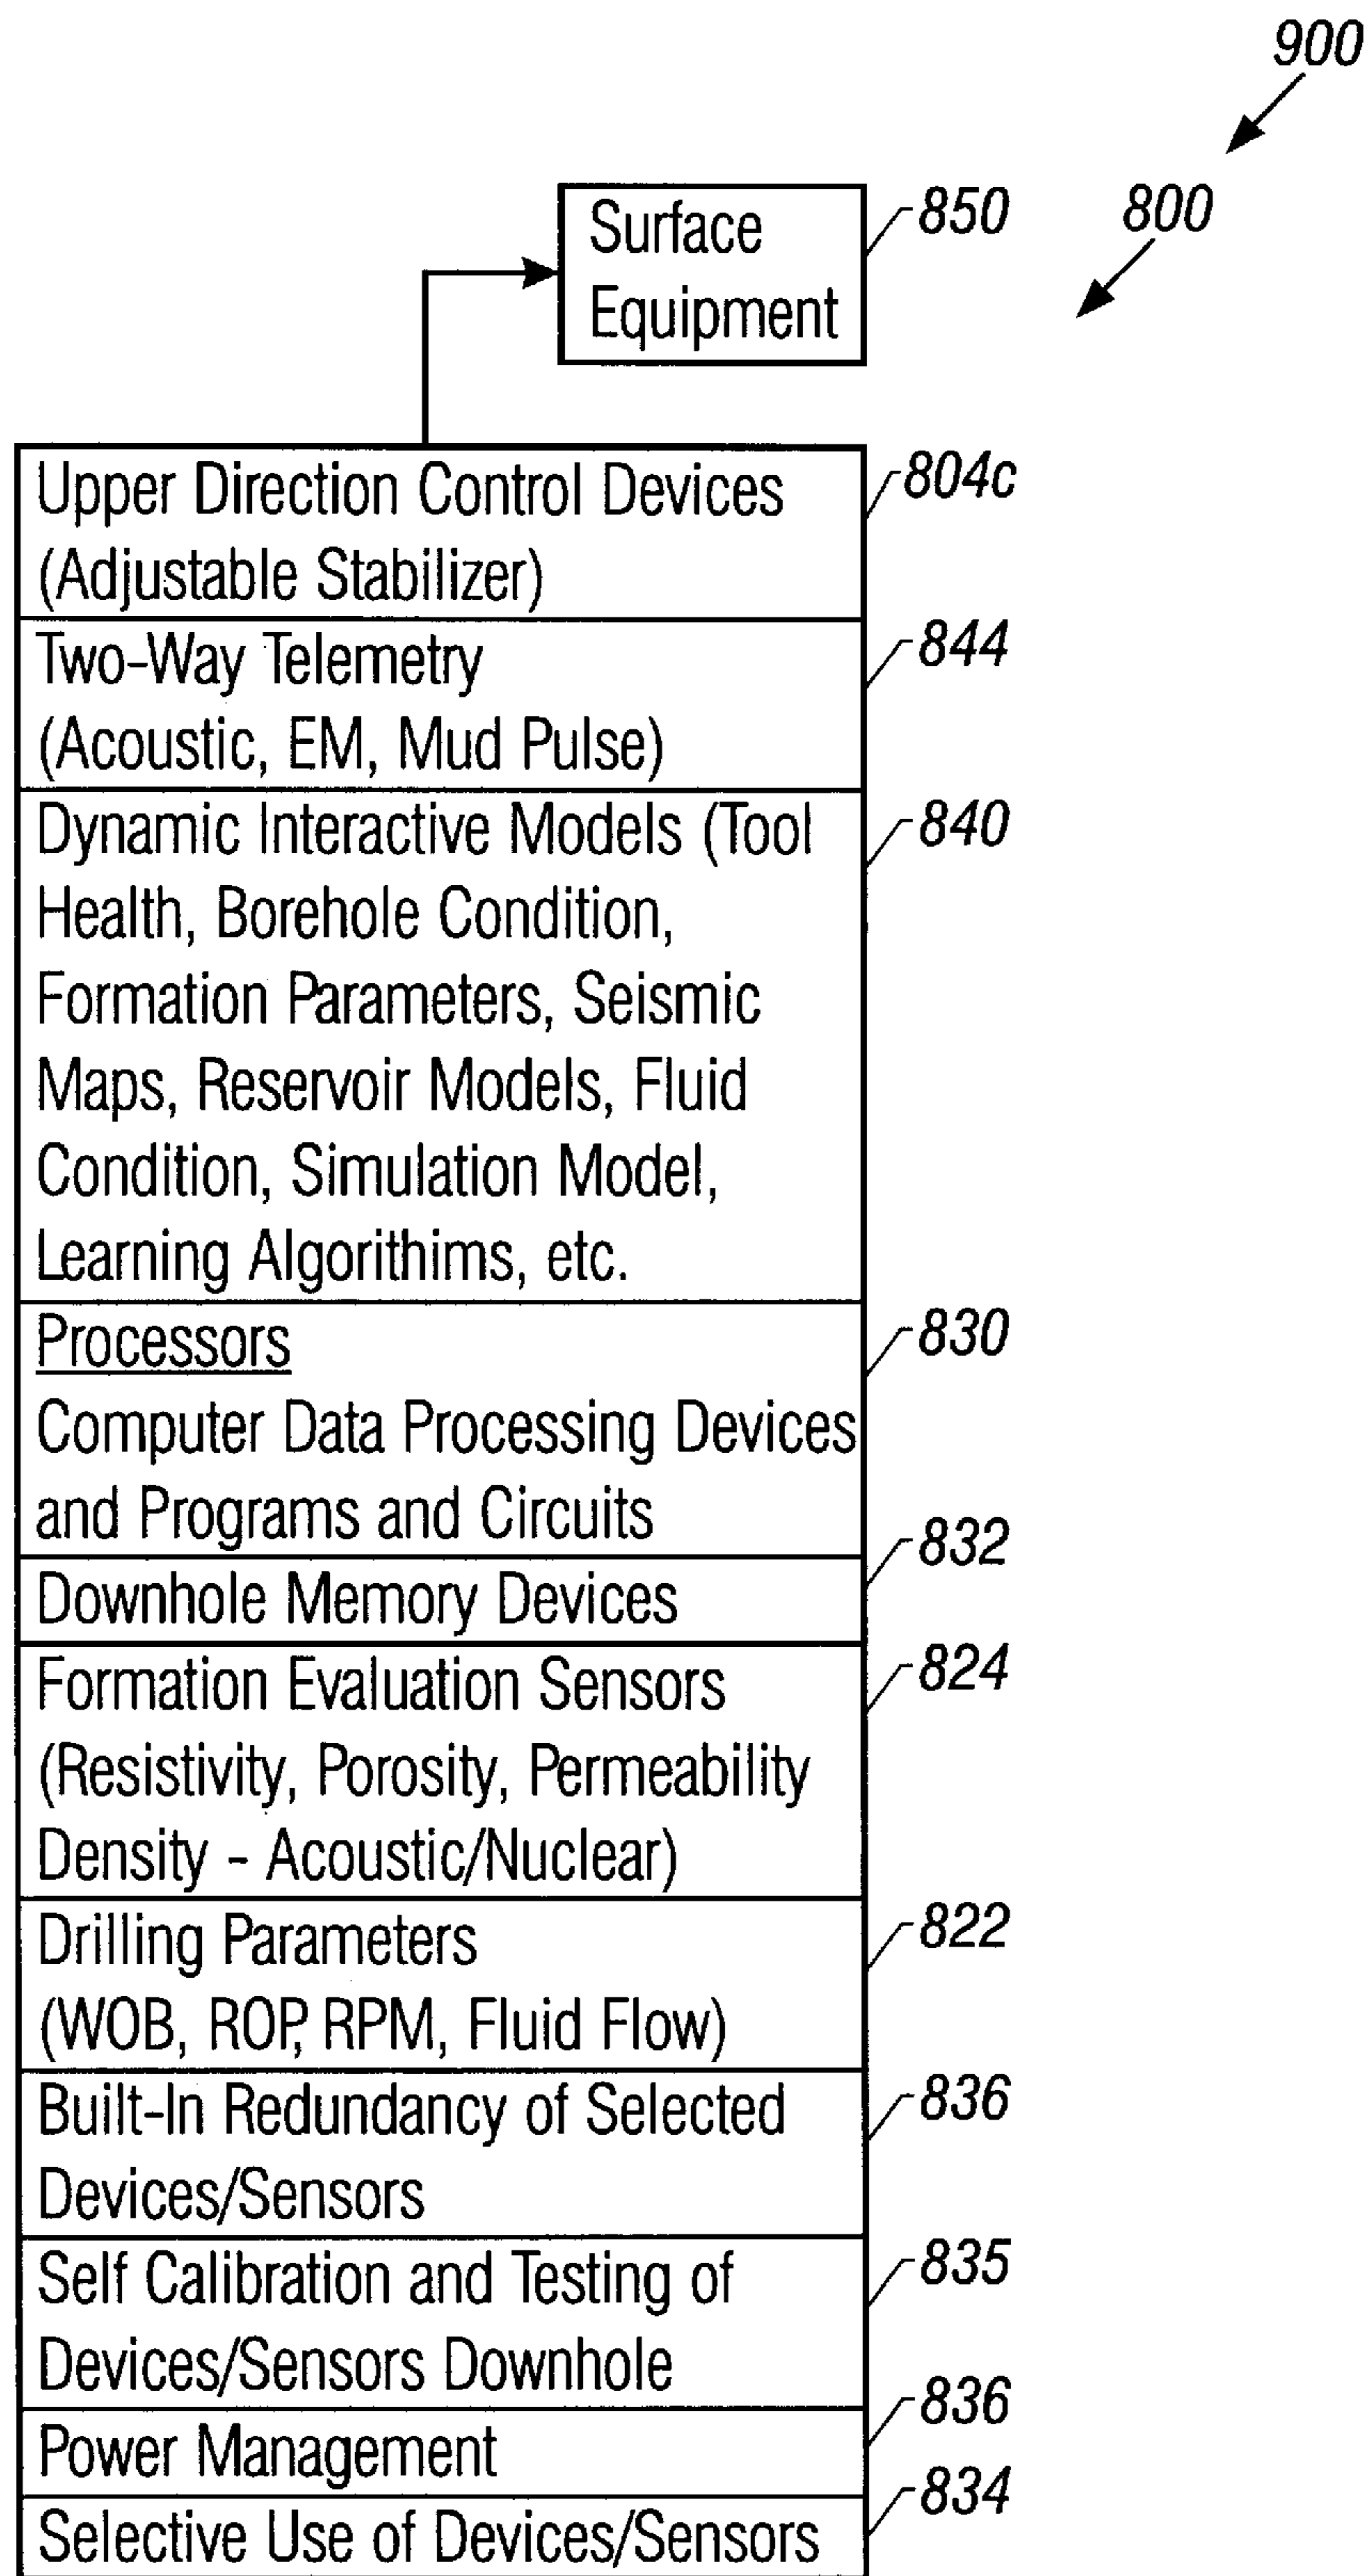 900
800
Surface
Equipment
850
Upper Direction Control Devices
(Adjustable Stabilizer)
804c
Two-Way Telemetry
(Acoustic, EM, Mud Pulse)
844
Dynamic Interactive Models (Tool
Health, Borehole Condition,
Formation Parameters, Seismic
Maps, Reservoir Models, Fluid
Condition, Simulation Model,
Learning Algorithims, etc.
840
Processors
Computer Data Processing Devices
and Programs and Circuits
830
Downhole Memory Devices
832
Formation Evaluation Sensors
(Resistivity, Porosity, Permeability
Density - Acoustic/Nuclear)
824
Drilling Parameters
(WOB, ROP, RPM, Fluid Flow)
822
Built-In Redundancy of Selected
Devices/Sensors
836
Self Calibration and Testing of
Devices/Sensors Downhole
835
Power Management
836
Selective Use of Devices/Sensors
834